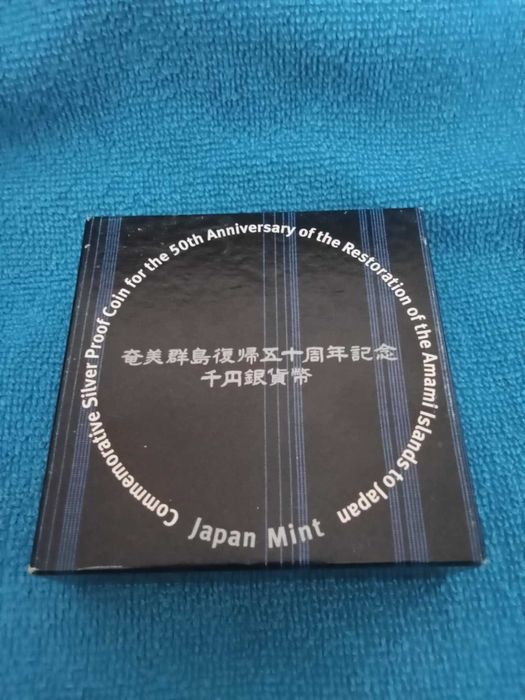 Commemorative Silver Proof Coin for the 50th Anniversary of the Restoration of the Amami Islands to Japan
奄美群島復帰五十周年記念
千円銀貨幣
Japan Mint